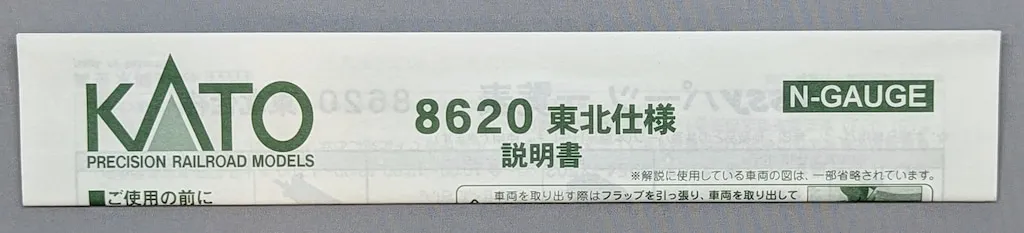 KATO
PRECISION RAILROAD MODELS
8620 東北仕様
説明書
N-GAUGE
※解説に使用している車両の図は、一部省略されています。
■ご使用の前に
車両を取り出す際はフラップを引っ張り、車両を取り出して